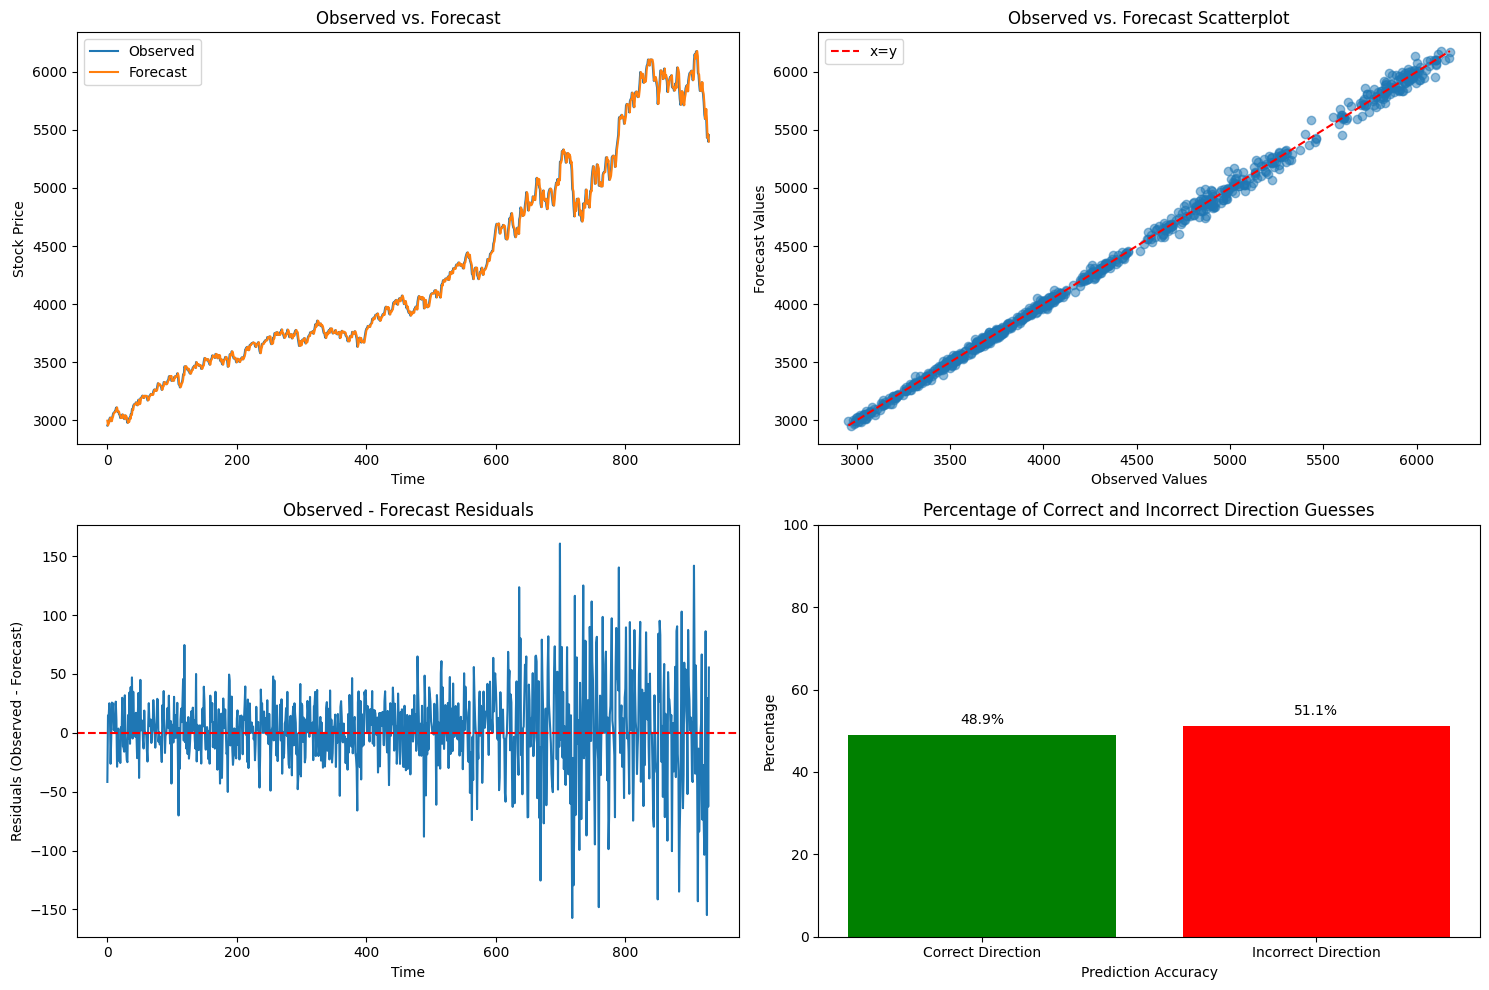 Observed vs. Forecast
Observed
Forecast
6000
5500
5000
4500
4000
3500
3000
Stock Price
0 200 400 600 800
Time
Observed vs. Forecast Scatterplot
x=y
6000
5500
5000
4500
4000
3500
3000
Forecast Values
3000 3500 4000 4500 5000 5500 6000
Observed Values
Observed - Forecast Residuals
150
100
50
0
−50
−100
−150
Residuals (Observed - Forecast)
0 200 400 600 800
Time
Percentage of Correct and Incorrect Direction Guesses
100
80
60
40
20
0
Percentage
48.9%
51.1%
Correct Direction Incorrect Direction
Prediction Accuracy